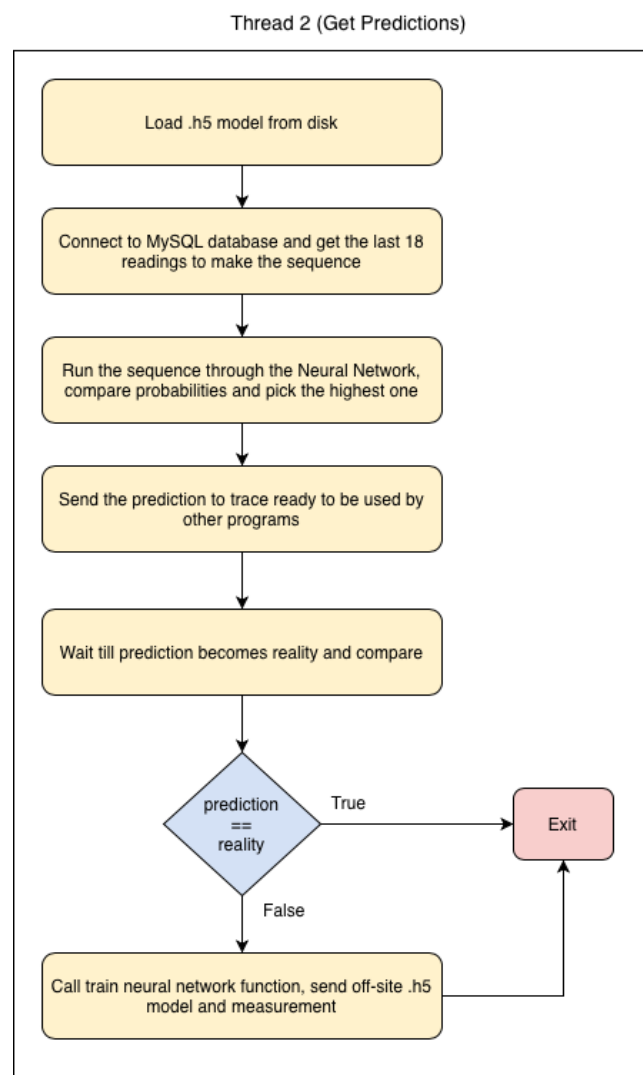 Thread 2 (Get Predictions)
Load .h5 model from disk
Connect to MySQL database and get the last 18
readings to make the sequence
Run the sequence through the Neural Network,
compare probabilities and pick the highest one
Send the prediction to trace ready to be used by
other programs
Wait till prediction becomes reality and compare
prediction
==
reality
True
Exit
False
Call train neural network function, send off-site .h5
model and measurement